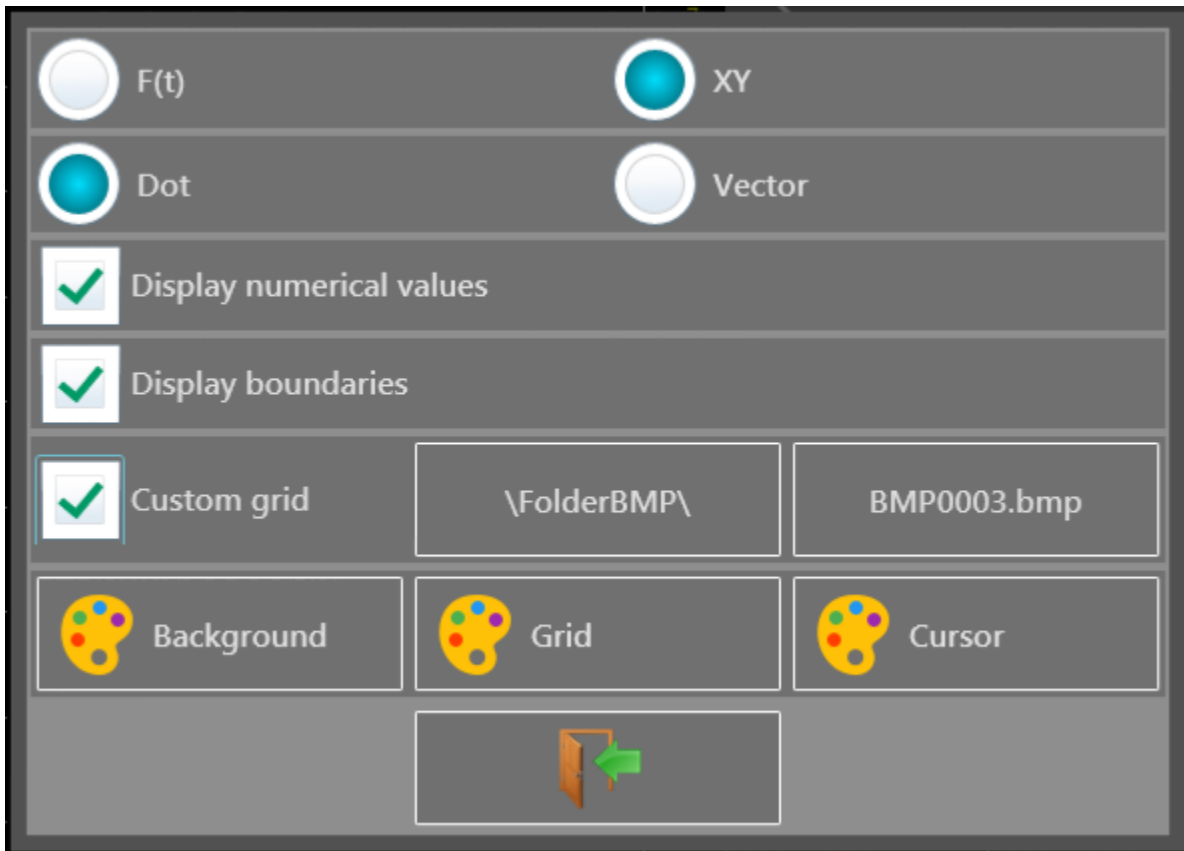 F(t) XY
Dot Vector
Display numerical values
Display boundaries
Custom grid \FolderBMP\ BMP0003.bmp
Background Grid Cursor